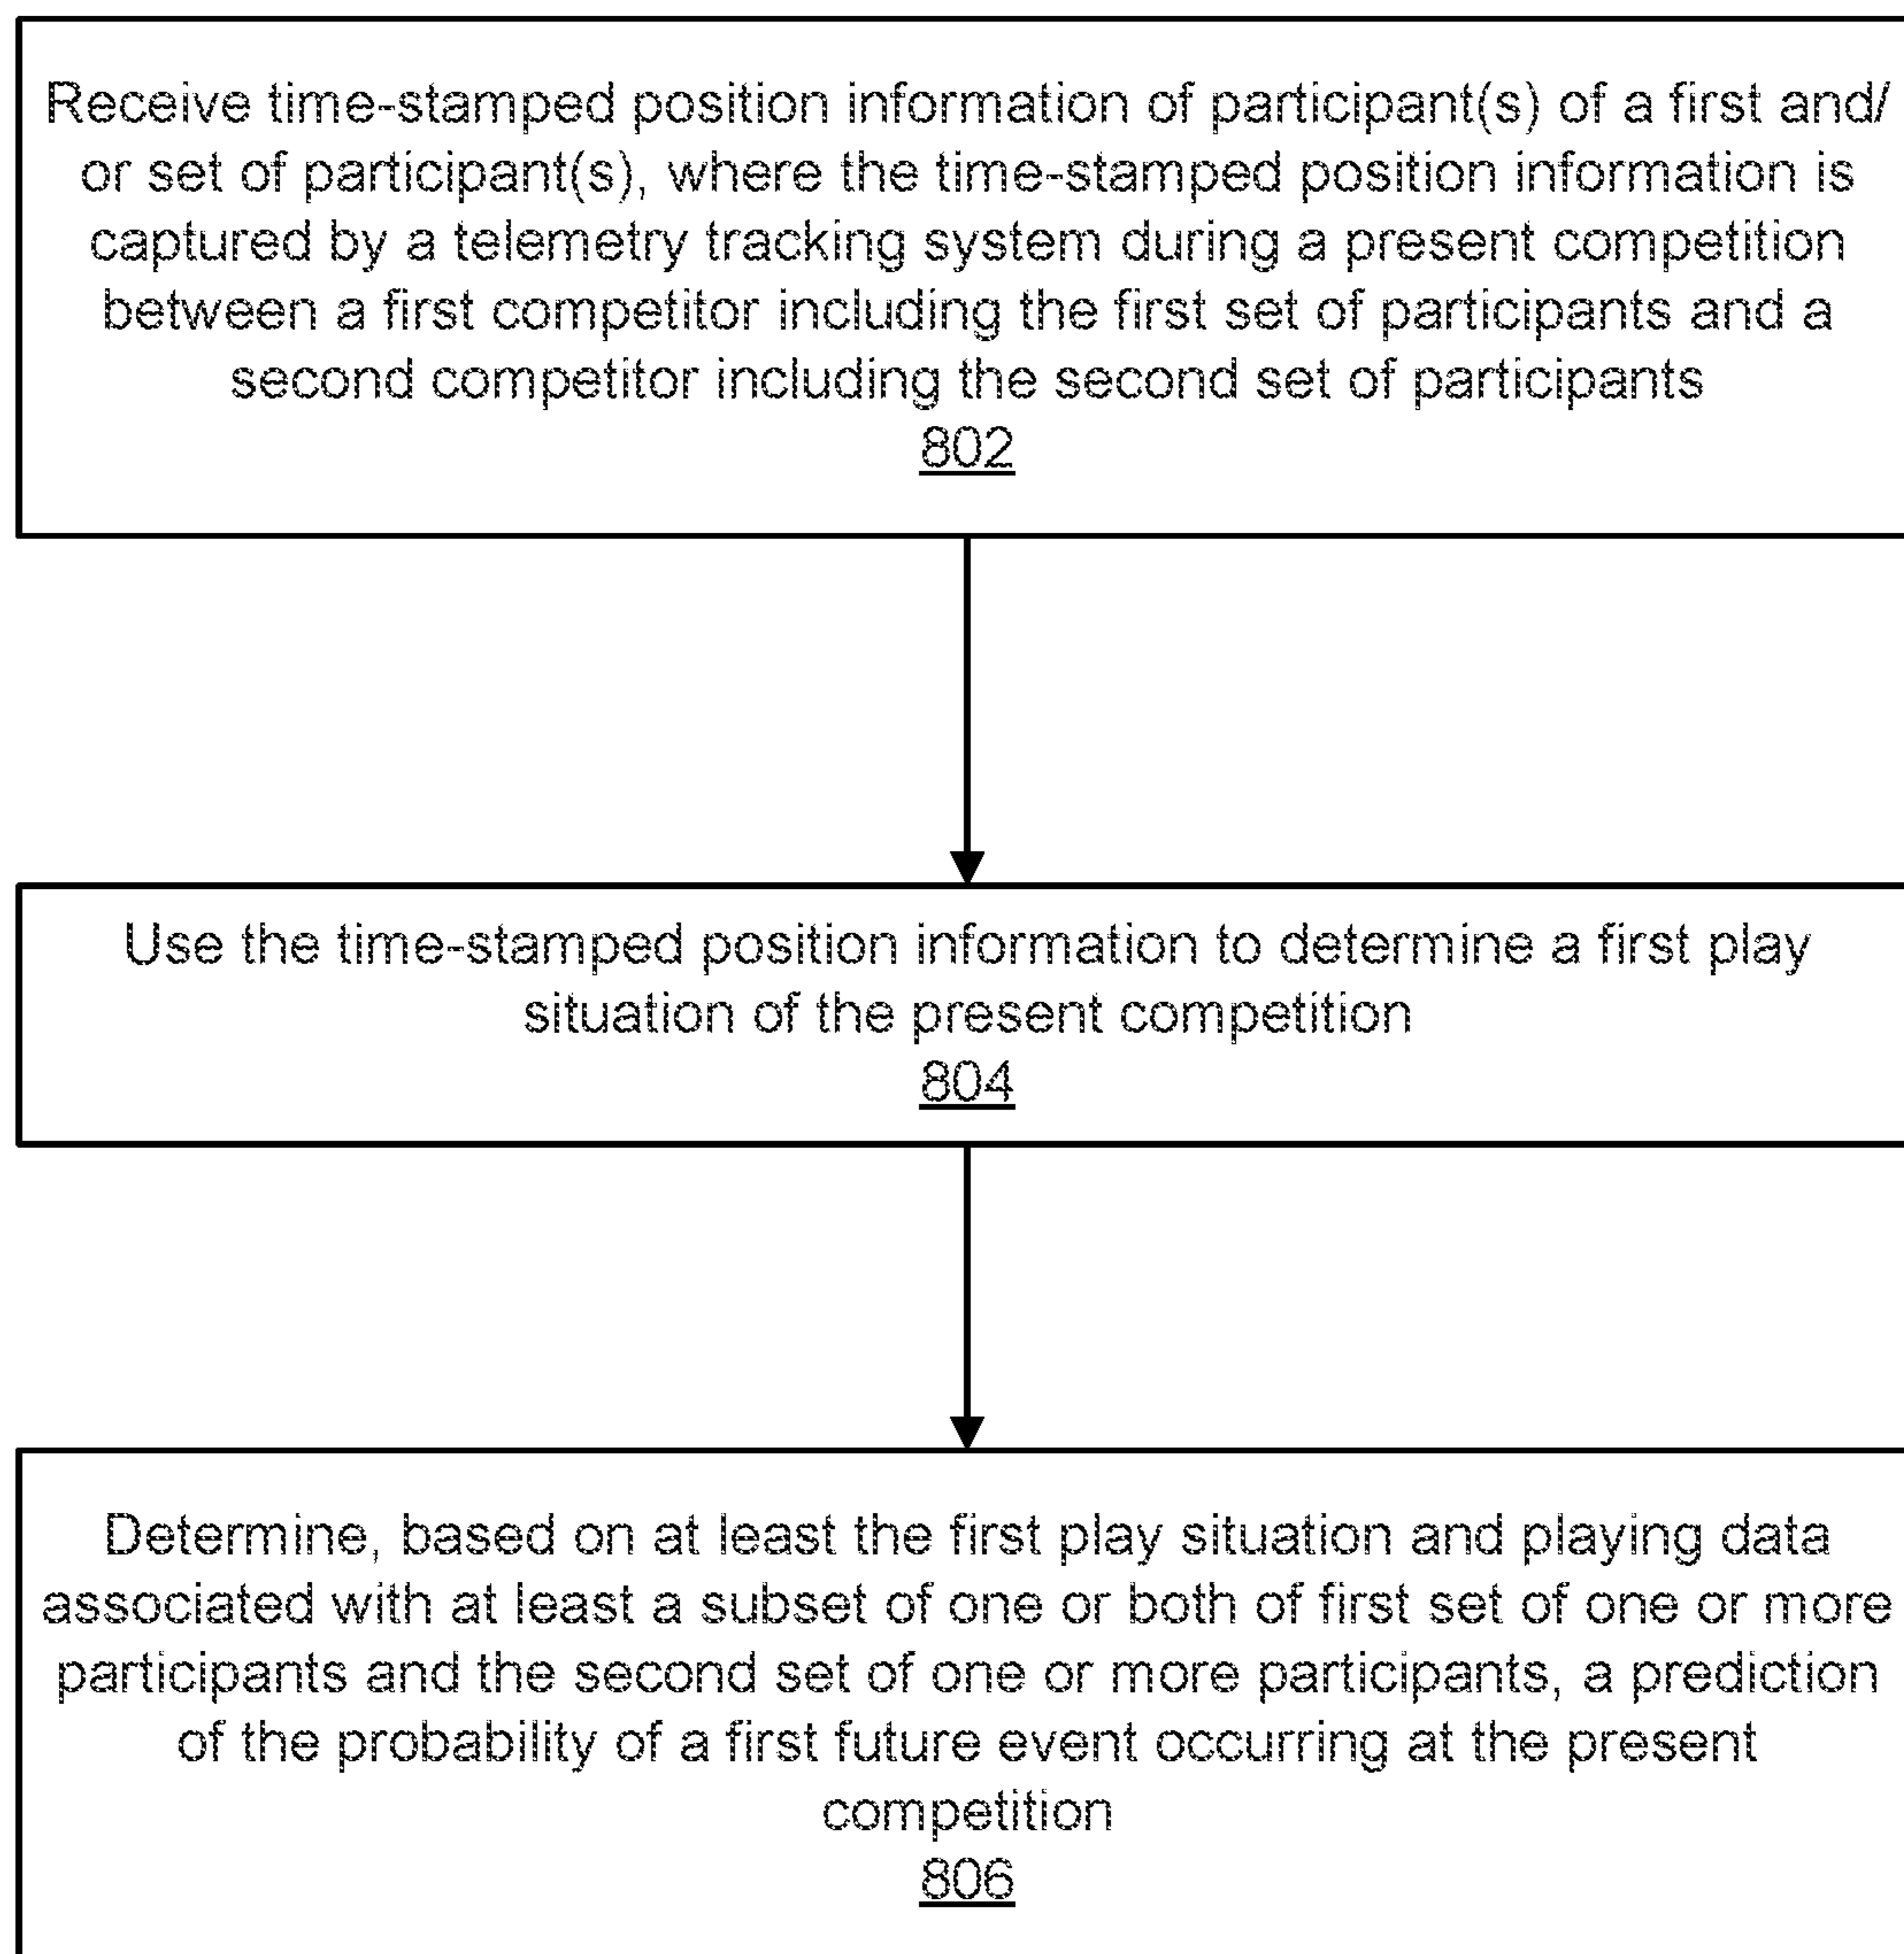 Receive time-stamped position information of participant(s) of a first and/
or set of participant(s), where the time-stamped position information is
captured by a telemetry tracking system during a present competition
between a first competitor including the first set of participants and a
second competitor including the second set of participants
802
Use the time-stamped position information to determine a first play
situation of the present competition
804
Determine, based on at least the first play situation and playing data
associated with at least a subset of one or both of first set of one or more
participants and the second set of one or more participants, a prediction
of the probability of a first future event occurring at the present
competition
806